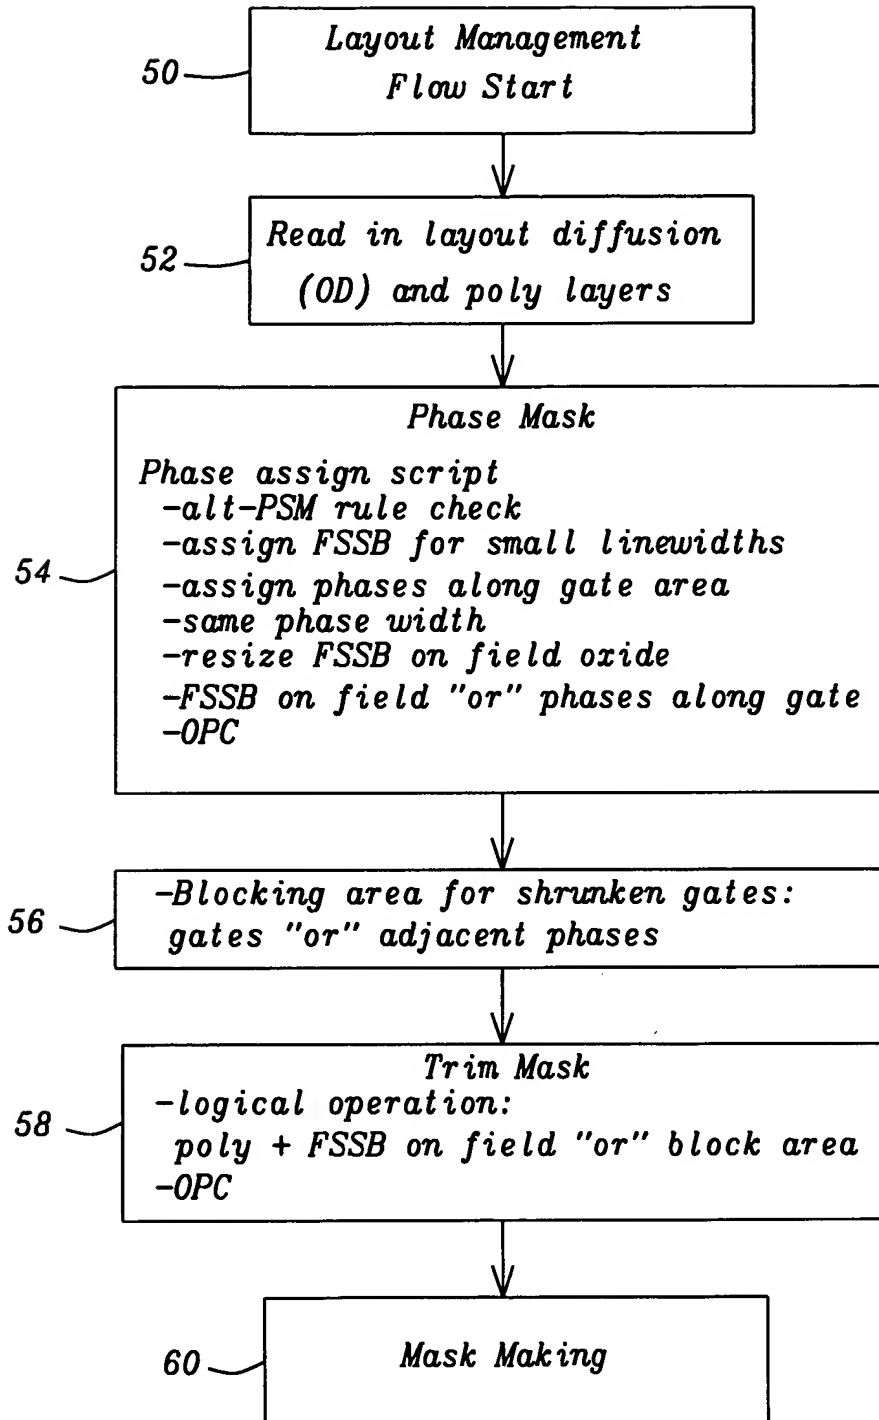 Layout Management
50
Flow Start
Read in layout diffusion
52
(OD) and poly layers
Phase Mask
Phase assign script
-alt-PSM rule check
-assign FSSB for small linewidths
54
-assign phases along gate area
-same phase width
-resize FSSB on field oxide
-FSSB on field "or" phases along gate
-OPC
-Blocking area for shrunken gates:
56
gates "or" adjacent phases
Trim Mask
-logical operation:
58
poly + FSSB on field "or" block area
-OPC
60
Mask Making